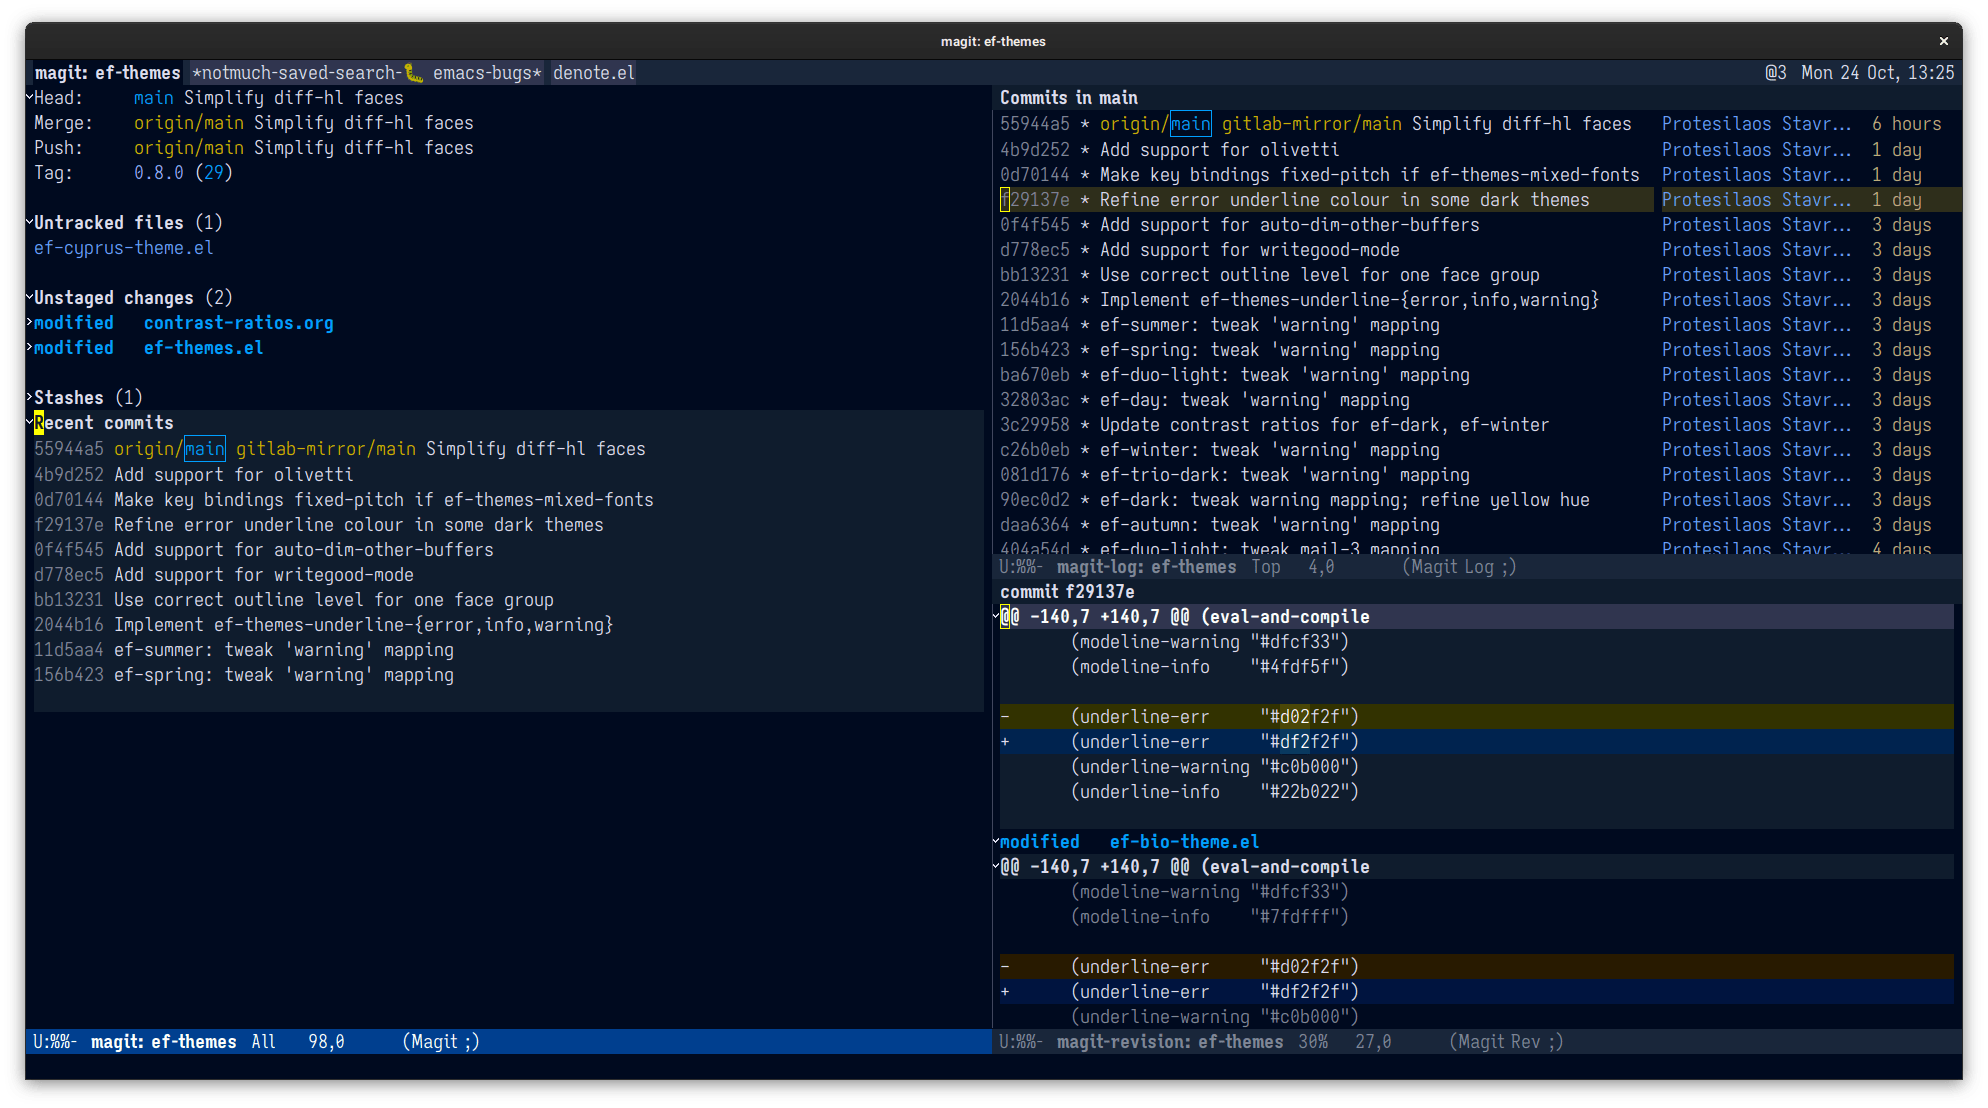 magit: ef-themes
magit: ef-themes *notmuch-saved-search-🐛 emacs-bugs* denote.el
@3 Mon 24 Oct, 13:25
Head: main Simplify diff-hl faces
Merge: origin/main Simplify diff-hl faces
Push: origin/main Simplify diff-hl faces
Tag: 0.8.0 (29)
Untracked files (1)
ef-cyprus-theme.el
Unstaged changes (2)
modified contrast-ratios.org
modified ef-themes.el
Stashes (1)
Recent commits
55944a5 origin/main gitlab-mirror/main Simplify diff-hl faces
4b9d252 Add support for olivetti
0d70144 Make key bindings fixed-pitch if ef-themes-mixed-fonts
f29137e Refine error underline colour in some dark themes
0f4f545 Add support for auto-dim-other-buffers
d778ec5 Add support for writegood-mode
bb13231 Use correct outline level for one face group
2044b16 Implement ef-themes-underline-{error,info,warning}
11d5aa4 ef-summer: tweak 'warning' mapping
156b423 ef-spring: tweak 'warning' mapping
U:%%- magit: ef-themes All 98,0 (Magit ;)
Commits in main
55944a5 * origin/main gitlab-mirror/main Simplify diff-hl faces Protesilaos Stavr... 6 hours
4b9d252 * Add support for olivetti Protesilaos Stavr... 1 day
0d70144 * Make key bindings fixed-pitch if ef-themes-mixed-fonts Protesilaos Stavr... 1 day
f29137e * Refine error underline colour in some dark themes Protesilaos Stavr... 1 day
0f4f545 * Add support for auto-dim-other-buffers Protesilaos Stavr... 3 days
d778ec5 * Add support for writegood-mode Protesilaos Stavr... 3 days
bb13231 * Use correct outline level for one face group Protesilaos Stavr... 3 days
2044b16 * Implement ef-themes-underline-{error,info,warning} Protesilaos Stavr... 3 days
11d5aa4 * ef-summer: tweak 'warning' mapping Protesilaos Stavr... 3 days
156b423 * ef-spring: tweak 'warning' mapping Protesilaos Stavr... 3 days
ba670eb * ef-duo-light: tweak 'warning' mapping Protesilaos Stavr... 3 days
32803ac * ef-day: tweak 'warning' mapping Protesilaos Stavr... 3 days
3c29958 * Update contrast ratios for ef-dark, ef-winter Protesilaos Stavr... 3 days
c26b0eb * ef-winter: tweak 'warning' mapping Protesilaos Stavr... 3 days
081d176 * ef-trio-dark: tweak 'warning' mapping Protesilaos Stavr... 3 days
90ec0d2 * ef-dark: tweak warning mapping; refine yellow hue Protesilaos Stavr... 3 days
daa6364 * ef-autumn: tweak 'warning' mapping Protesilaos Stavr... 3 days
404a54d * ef-duo-light: tweak mail-3 mapping Protesilaos Stavr... 4 days
U:%%- magit-log: ef-themes Top 4,0 (Magit Log ;)
commit f29137e
@@ -140,7 +140,7 @@ (eval-and-compile
(modeline-warning "#dfcf33")
(modeline-info "#4fdf5f")
- (underline-err "#d02f2f")
+ (underline-err "#df2f2f")
(underline-warning "#c0b000")
(underline-info "#22b022")
modified ef-bio-theme.el
@@ -140,7 +140,7 @@ (eval-and-compile
(modeline-warning "#dfcf33")
(modeline-info "#7fdfff")
- (underline-err "#d02f2f")
+ (underline-err "#df2f2f")
(underline-warning "#c0b000")
U:%%- magit-revision: ef-themes 30% 27,0 (Magit Rev ;)